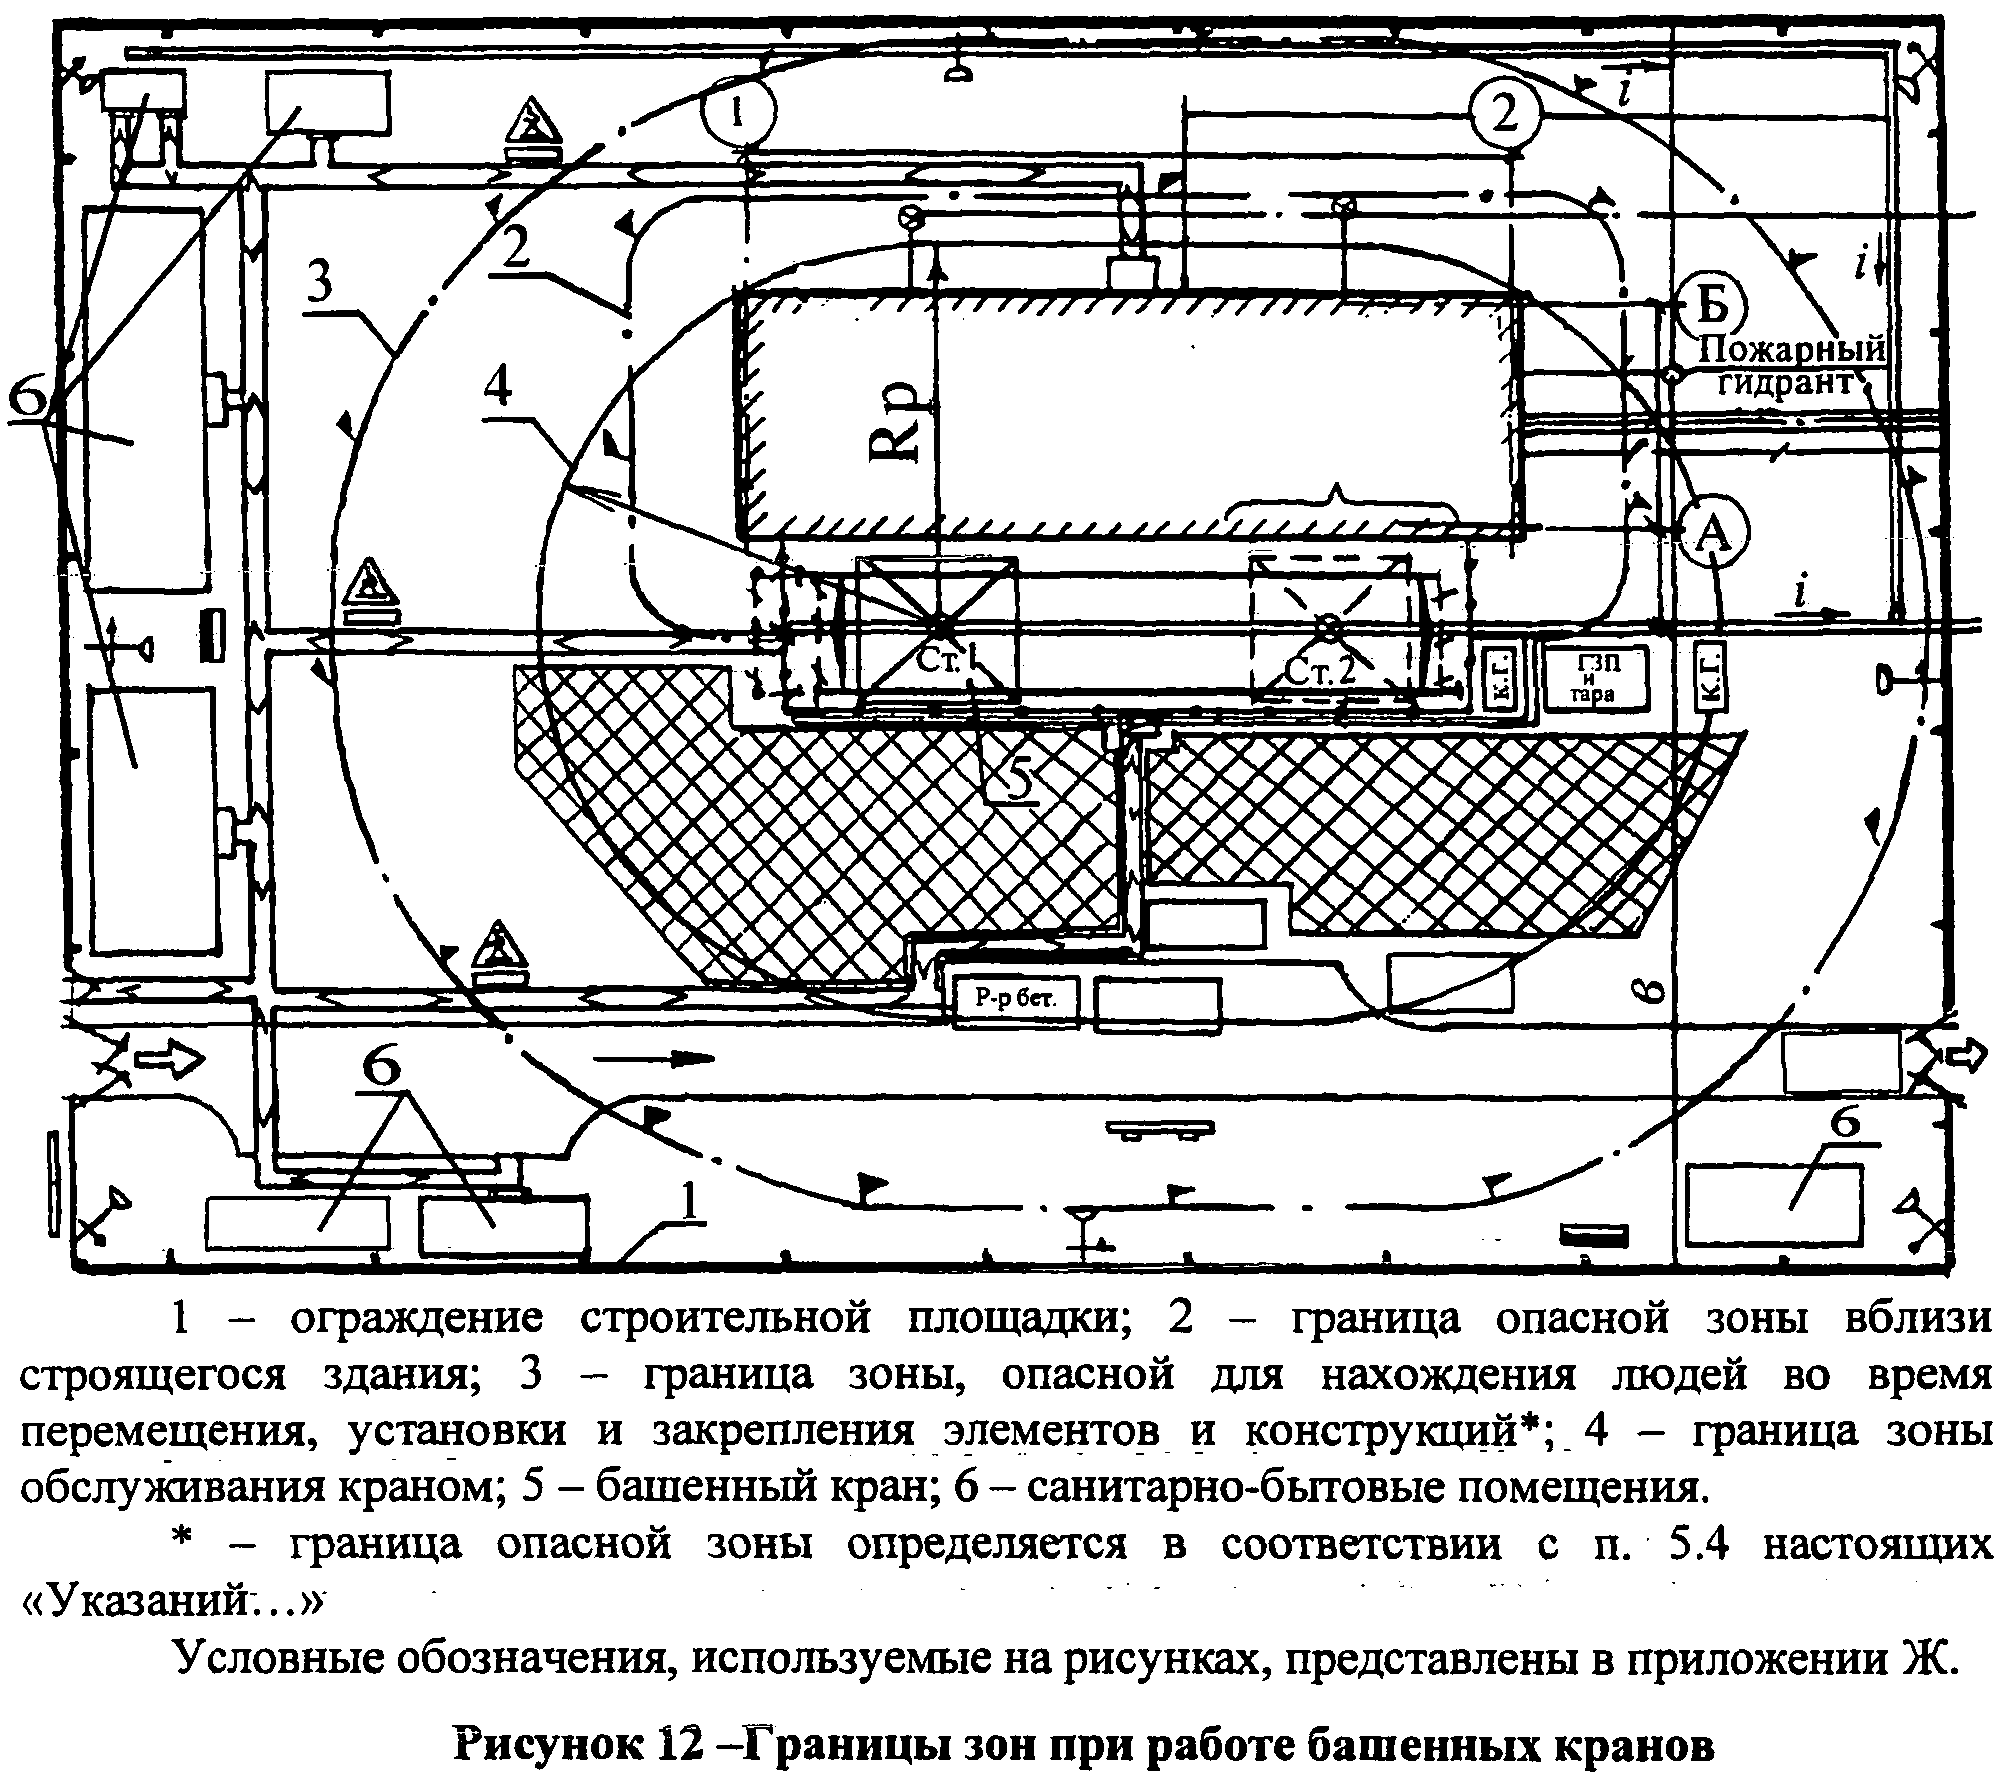 1
2
i
3
2
Б
i
Пожарный
гидрант
6
4
Rр
А
i
Ст.1
Ст.2
К.Г.
ГЗП
и
тара
К.Г.
5
Р-р бет.
в
6
6
1
1 – ограждение строительной площадки; 2 – граница опасной зоны вблизи
строящегося здания; 3 – граница зоны, опасной для нахождения людей во время
перемещения, установки и закрепления элементов и конструкций*; 4 – граница зоны
обслуживания краном; 5 – башенный кран; 6 – санитарно-бытовые помещения.
* – граница опасной зоны определяется в соответствии с п. 5.4 настоящих
«Указаний…»
Условные обозначения, используемые на рисунках, представлены в приложении Ж.
Рисунок 12 –Границы зон при работе башенных кранов